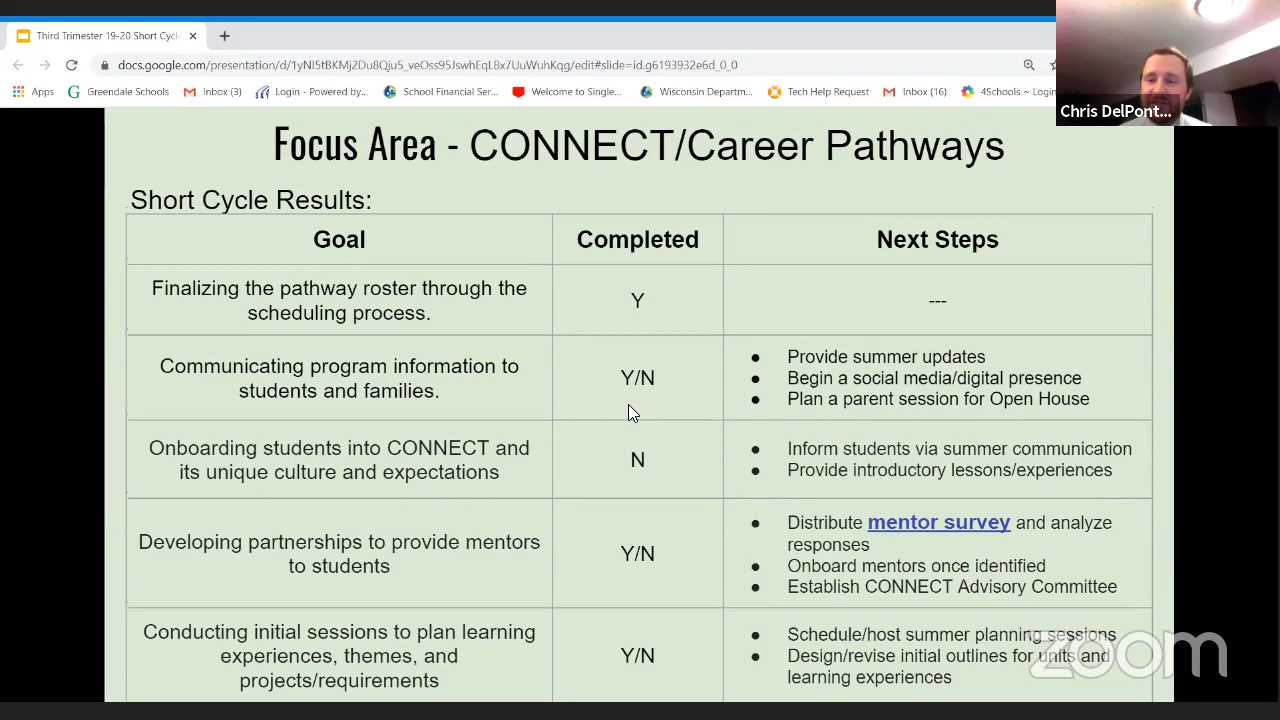 Third Trimester 19-20 Short Cycl
docs.google.com/presentation/d/1yNI5tBKMj2Du8Qju5_veOss95JswhEqL8x7UuWuhKqg/edit#slide=id.g6193932e6d_0_0
Apps Greendale Schools Inbox (3) Login - Powered by... School Financial Ser... Welcome to Single... Wisconsin Departm... Tech Help Request Inbox (16) 4Schools ~ Login
Chris DelPont...
Focus Area - CONNECT/Career Pathways
Short Cycle Results:
Goal Completed Next Steps
Finalizing the pathway roster through the
scheduling process.
Y
---
Communicating program information to
students and families.
Y/N
● Provide summer updates
● Begin a social media/digital presence
● Plan a parent session for Open House
Onboarding students into CONNECT and
its unique culture and expectations
N
● Inform students via summer communication
● Provide introductory lessons/experiences
Developing partnerships to provide mentors
to students
Y/N
● Distribute mentor survey and analyze
responses
● Onboard mentors once identified
● Establish CONNECT Advisory Committee
Conducting initial sessions to plan learning
experiences, themes, and
projects/requirements
Y/N
● Schedule/host summer planning sessions
● Design/revise initial outlines for units and
learning experiences
zoom